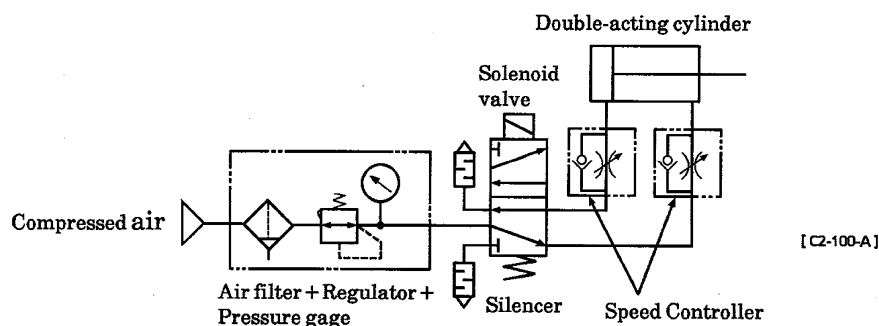 Double-acting cylinder
Solenoid
valve
Compressed air
[ C2-100-A ]
Air filter + Regulator +
Pressure gage
Silencer
Speed Controller